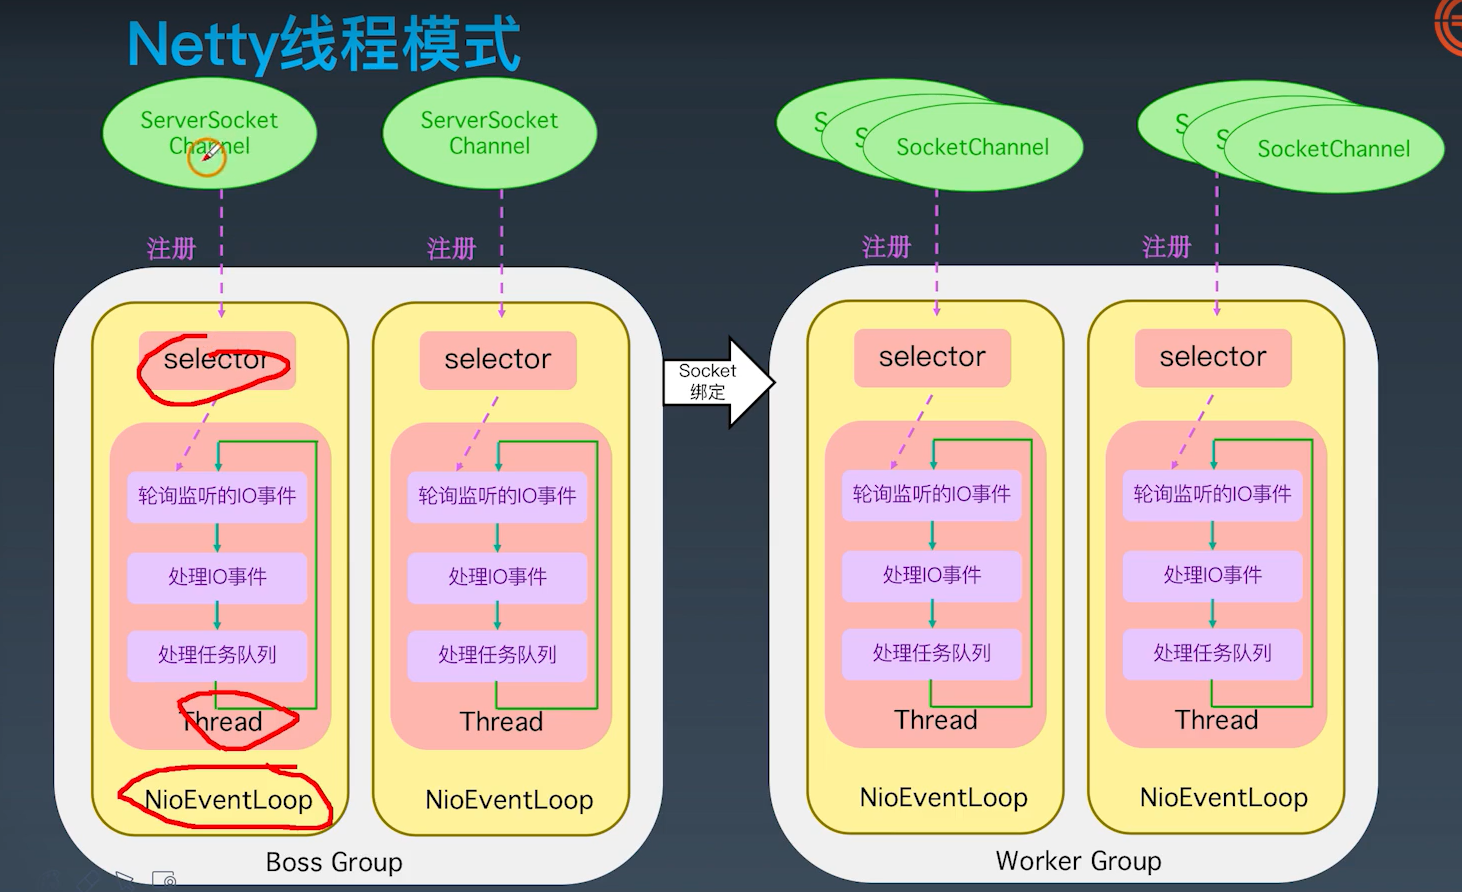 Netty线程模式
ServerSocket
Channel
ServerSocket
Channel
S
S
SocketChannel
S
S
SocketChannel
注册
注册
注册
注册
selector
selector
Socket
绑定
selector
selector
轮询监听的IO事件
轮询监听的IO事件
轮询监听的IO事件
轮询监听的IO事件
处理IO事件
处理IO事件
处理IO事件
处理IO事件
处理任务队列
处理任务队列
处理任务队列
处理任务队列
Thread
Thread
Thread
Thread
NioEventLoop
NioEventLoop
NioEventLoop
NioEventLoop
Boss Group
Worker Group